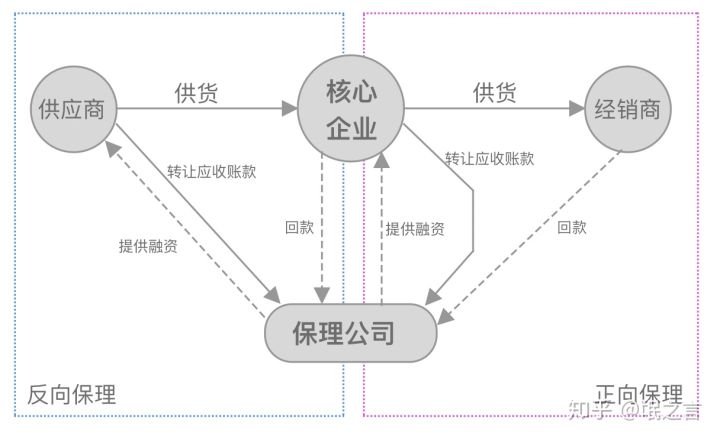 供货
供货
供应商
核心
企业
经销商
转让应收账款
转让应收账款
提供融资
回款
提供融资
回款
保理公司
反向保理
正向保理
知乎 @氓之言